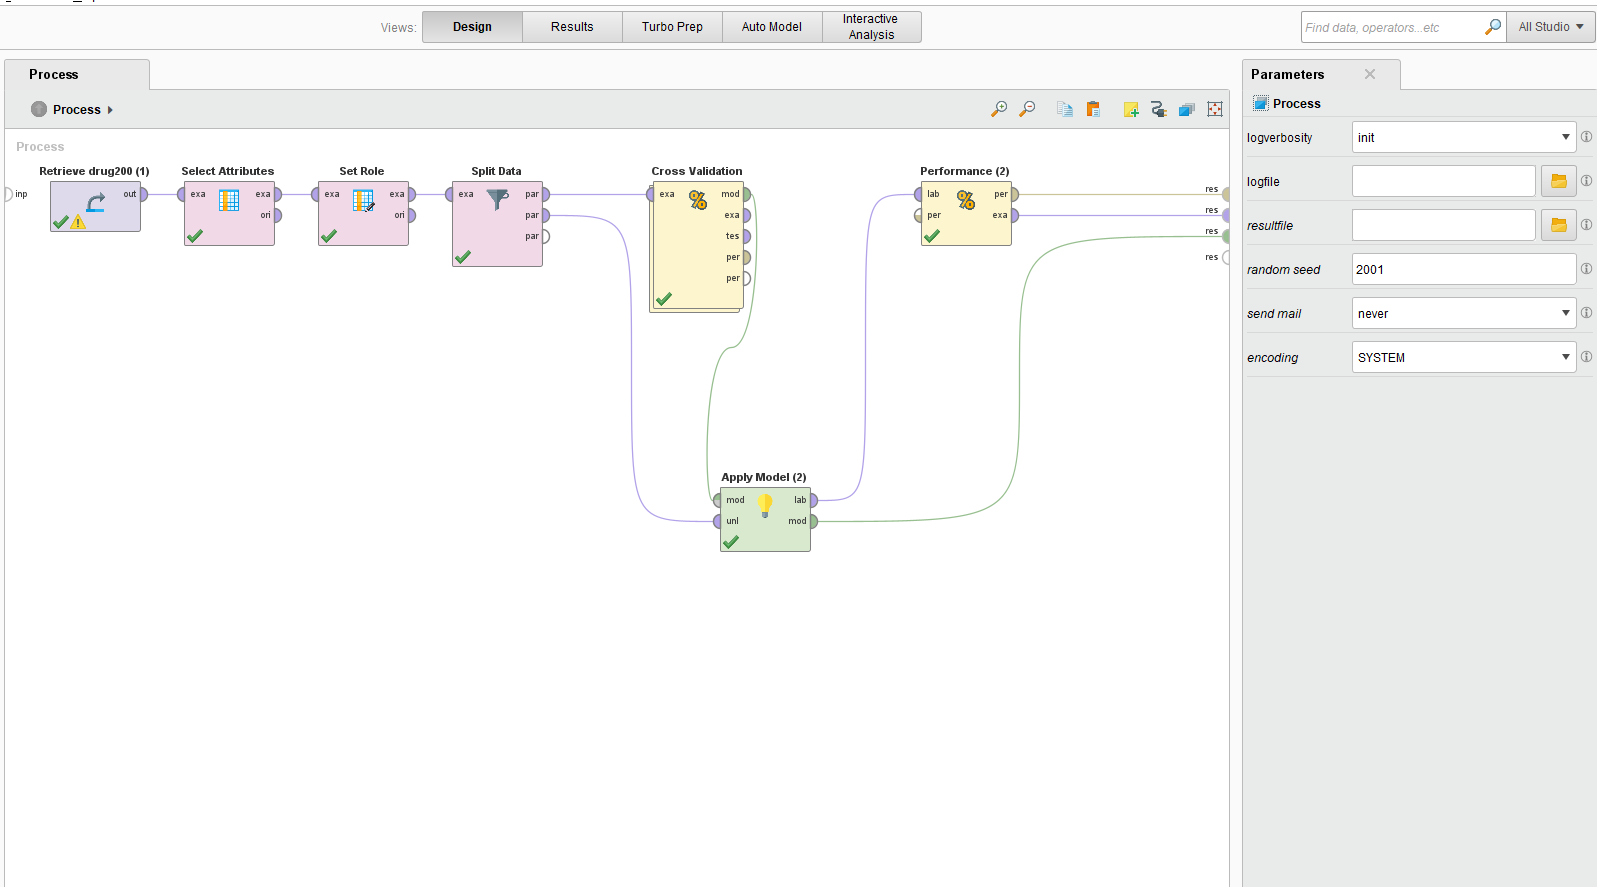 Views:
Design
Results
Turbo Prep
Auto Model
Interactive
Analysis
Find data, operators...etc
All Studio
Process
Parameters
Process
Process
Process
Retrieve drug200 (1)
out
Select Attributes
exa
exa
ori
Set Role
exa
exa
ori
Split Data
exa
par
par
par
Cross Validation
exa
mod
exa
tes
per
per
Performance (2)
lab
per
per
exa
inp
res
res
res
res
Apply Model (2)
mod
lab
unl
mod
logverbosity
init
logfile
resultfile
random seed
2001
send mail
never
encoding
SYSTEM